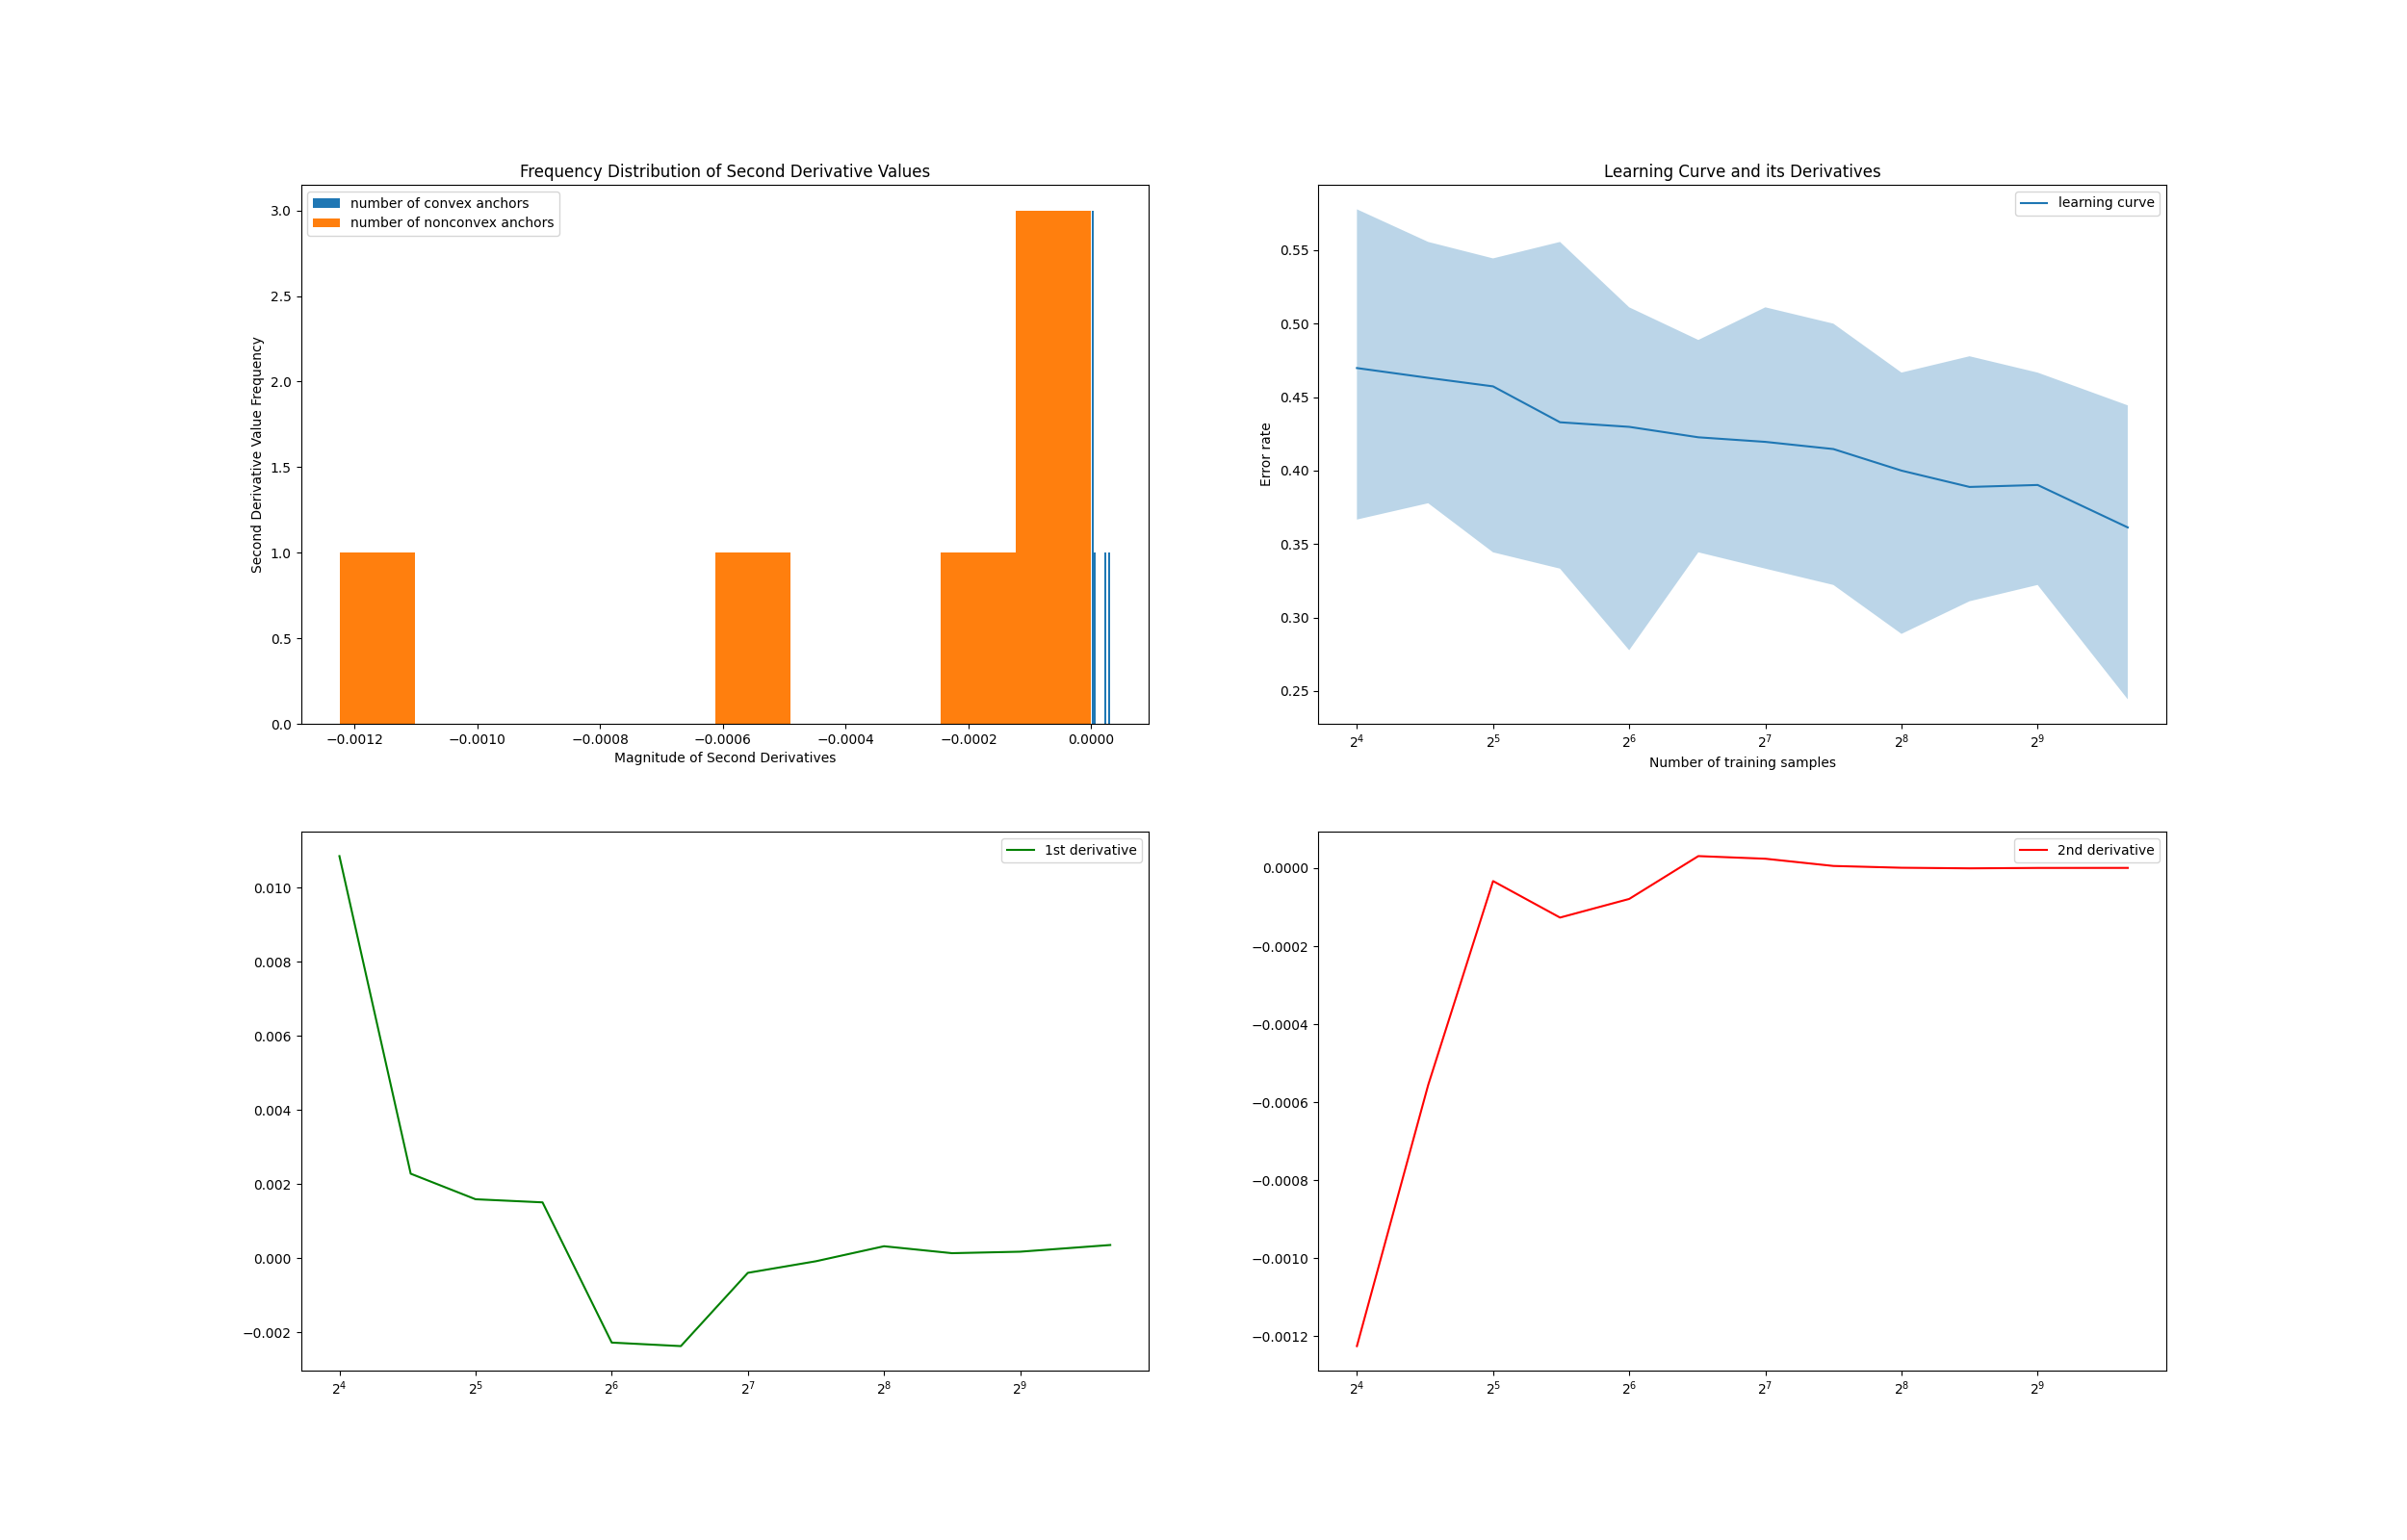 Frequency Distribution of Second Derivative Values
number of convex anchors
number of nonconvex anchors
3.0
2.5
2.0
1.5
1.0
0.5
0.0
Second Derivative Value Frequency
−0.0012 −0.0010 −0.0008 −0.0006 −0.0004 −0.0002 0.0000
Magnitude of Second Derivatives
Learning Curve and its Derivatives
learning curve
0.55
0.50
0.45
0.40
0.35
0.30
0.25
Error rate
2⁴ 2⁵ 2⁶ 2⁷ 2⁸ 2⁹
Number of training samples
1st derivative
0.010
0.008
0.006
0.004
0.002
0.000
−0.002
2⁴ 2⁵ 2⁶ 2⁷ 2⁸ 2⁹
2nd derivative
0.0000
−0.0002
−0.0004
−0.0006
−0.0008
−0.0010
−0.0012
2⁴ 2⁵ 2⁶ 2⁷ 2⁸ 2⁹